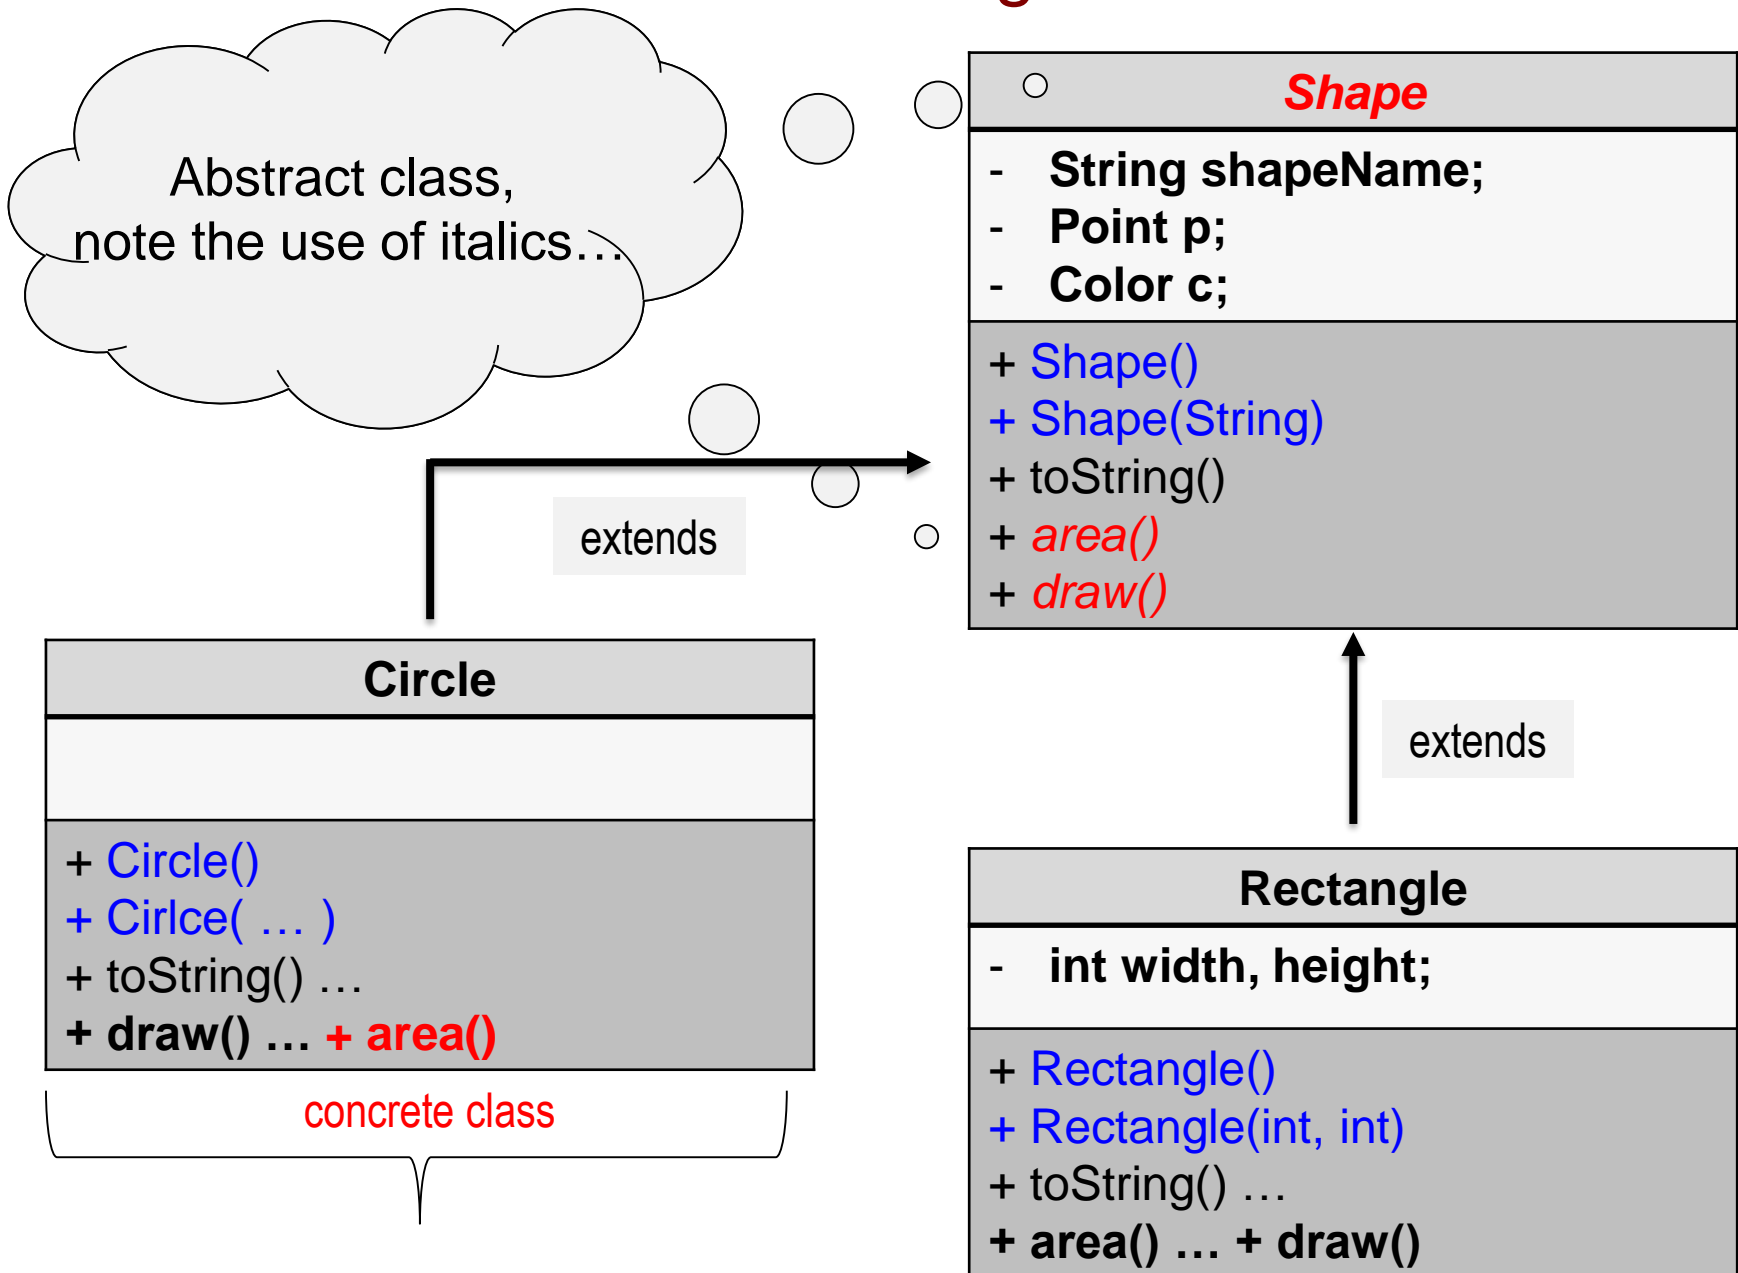 Abstract class,
note the use of italics…
Shape
- String shapeName;
- Point p;
- Color c;
+ Shape()
+ Shape(String)
+ toString()
+ area()
+ draw()
extends
Circle
+ Circle()
+ Cirlce( … )
+ toString() …
+ draw() … + area()
concrete class
extends
Rectangle
- int width, height;
+ Rectangle()
+ Rectangle(int, int)
+ toString() …
+ area() … + draw()